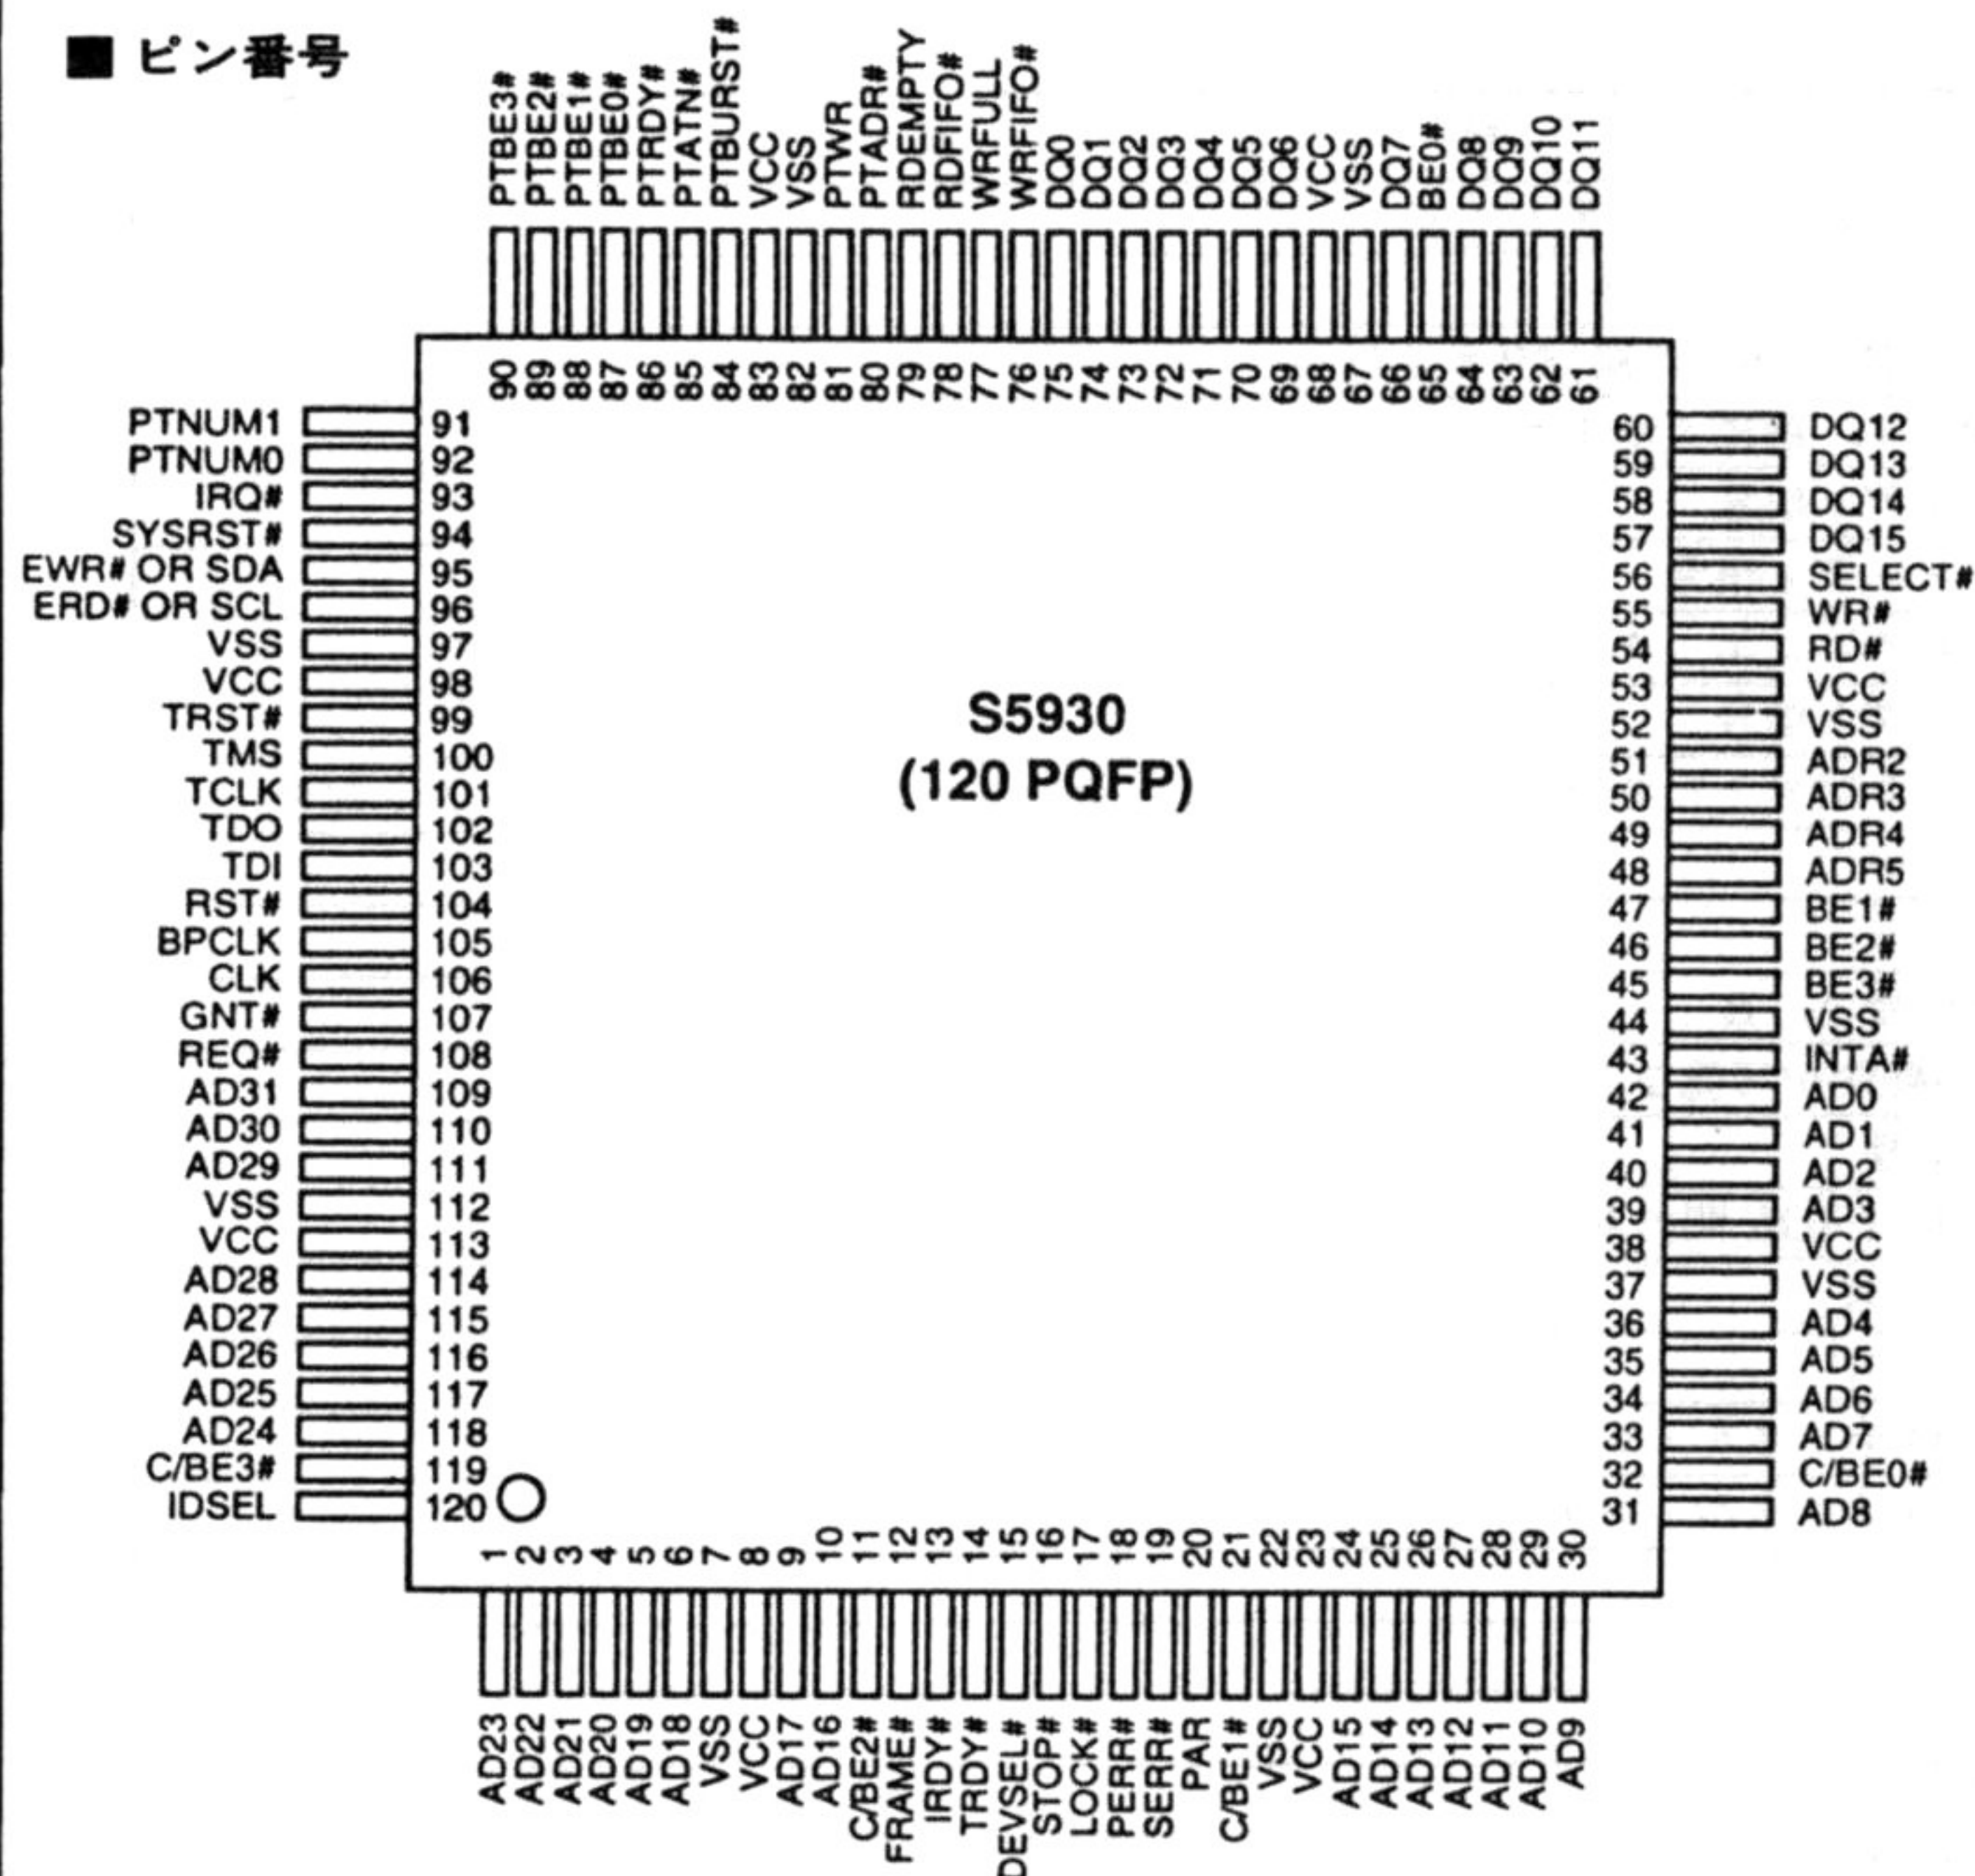 ■ ピン番号
PTBE3# PTBE2# PTBE1# PTBE0# PTRDY# PTATN# PTBURST# VCC VSS PTWR PTADR# RDEMPTY RDFIFO# WRFULL WRFIFO# DQ0 DQ1 DQ2 DQ3 DQ4 DQ5 DQ6 VCC VSS DQ7 BE0# DQ8 DQ9 DQ10 DQ11
90 89 88 87 86 85 84 83 82 81 80 79 78 77 76 75 74 73 72 71 70 69 68 67 66 65 64 63 62 61
PTNUM1 91
PTNUM0 92
IRQ# 93
SYSRST# 94
EWR# OR SDA 95
ERD# OR SCL 96
VSS 97
VCC 98
TRST# 99
TMS 100
TCLK 101
TDO 102
TDI 103
RST# 104
BPCLK 105
CLK 106
GNT# 107
REQ# 108
AD31 109
AD30 110
AD29 111
VSS 112
VCC 113
AD28 114
AD27 115
AD26 116
AD25 117
AD24 118
C/BE3# 119
IDSEL 120
S5930
(120 PQFP)
60 DQ12
59 DQ13
58 DQ14
57 DQ15
56 SELECT#
55 WR#
54 RD#
53 VCC
52 VSS
51 ADR2
50 ADR3
49 ADR4
48 ADR5
47 BE1#
46 BE2#
45 BE3#
44 VSS
43 INTA#
42 AD0
41 AD1
40 AD2
39 AD3
38 VCC
37 VSS
36 AD4
35 AD5
34 AD6
33 AD7
32 C/BE0#
31 AD8
1 2 3 4 5 6 7 8 9 10 11 12 13 14 15 16 17 18 19 20 21 22 23 24 25 26 27 28 29 30
AD23 AD22 AD21 AD20 AD19 AD18 VSS VCC AD17 AD16 C/BE2# FRAME# IRDY# TRDY# DEVSEL# STOP# LOCK# PERR# SERR# PAR C/BE1# VSS VCC AD15 AD14 AD13 AD12 AD11 AD10 AD9